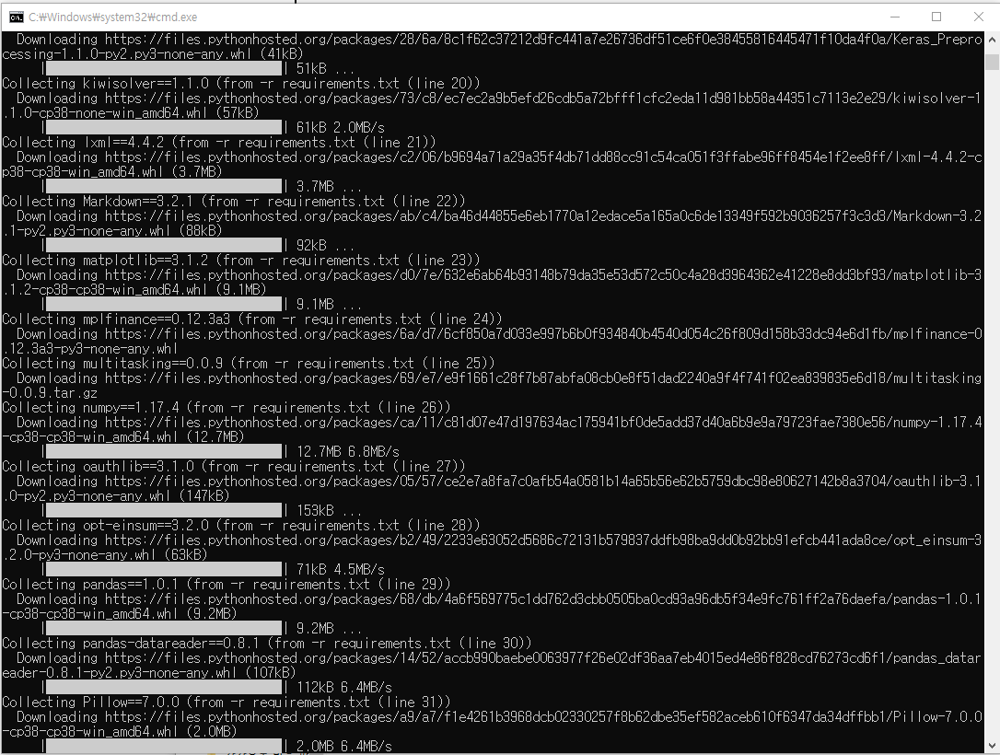 C:₩Windows₩system32₩cmd.exe
Downloading https://files.pythonhosted.org/packages/28/6a/8c1f62c37212d9fc441a7e26736df51ce6f0e38455816445471f10da4f0a/Keras_Prepro
cessing-1.1.0-py2.py3-none-any.whl (41kB)
| | 51kB ...
Collecting kiwisolver==1.1.0 (from -r requirements.txt (line 20))
Downloading https://files.pythonhosted.org/packages/73/c8/ec7ec2a9b5efd26cdb5a72bfff1cfc2eda11d981bb58a44351c7113e2e29/kiwisolver-1
.1.0-cp38-none-win_amd64.whl (57kB)
| | 61kB 2.0MB/s
Collecting lxml==4.4.2 (from -r requirements.txt (line 21))
Downloading https://files.pythonhosted.org/packages/c2/06/b9694a71a29a35f4db71dd88cc91c54ca051f3ffabe96ff8454e1f2ee8ff/lxml-4.4.2-c
p38-cp38-win_amd64.whl (3.7MB)
| | 3.7MB ...
Collecting Markdown==3.2.1 (from -r requirements.txt (line 22))
Downloading https://files.pythonhosted.org/packages/ab/c4/ba46d44855e6eb1770a12edace5a165a0c6de13349f592b9036257f3c3d3/Markdown-3.2
.1-py2.py3-none-any.whl (88kB)
| | 92kB ...
Collecting matplotlib==3.1.2 (from -r requirements.txt (line 23))
Downloading https://files.pythonhosted.org/packages/d0/7e/632e6ab64b93148b79da35e53d572c50c4a28d3964362e41228e8dd3bf93/matplotlib-3
.1.2-cp38-cp38-win_amd64.whl (9.1MB)
| | 9.1MB ...
Collecting mplfinance==0.12.3a3 (from -r requirements.txt (line 24))
Downloading https://files.pythonhosted.org/packages/6a/d7/6cf850a7d033e997b6b0f934840b4540d054c26f809d158b33dc94e6d1fb/mplfinance-0
.12.3a3-py3-none-any.whl
Collecting multitasking==0.0.9 (from -r requirements.txt (line 25))
Downloading https://files.pythonhosted.org/packages/69/e7/e9f1661c28f7b87abfa08cb0e8f51dad2240a9f4f741f02ea839835e6d18/multitasking
-0.0.9.tar.gz
Collecting numpy==1.17.4 (from -r requirements.txt (line 26))
Downloading https://files.pythonhosted.org/packages/ca/11/c81d07e47d197634ac175941bf0de5add37d40a6b9e9a79723fae7380e56/numpy-1.17.4
-cp38-cp38-win_amd64.whl (12.7MB)
| | 12.7MB 6.8MB/s
Collecting oauthlib==3.1.0 (from -r requirements.txt (line 27))
Downloading https://files.pythonhosted.org/packages/05/57/ce2e7a8fa7c0afb54a0581b14a65b56e62b5759dbc98e80627142b8a3704/oauthlib-3.1
.0-py2.py3-none-any.whl (147kB)
| | 153kB ...
Collecting opt-einsum==3.2.0 (from -r requirements.txt (line 28))
Downloading https://files.pythonhosted.org/packages/b2/49/2233e63052d5686c72131b579837ddfb98ba9dd0b92bb91efcb441ada8ce/opt_einsum-3
.2.0-py3-none-any.whl (63kB)
| | 71kB 4.5MB/s
Collecting pandas==1.0.1 (from -r requirements.txt (line 29))
Downloading https://files.pythonhosted.org/packages/68/db/4a6f569775c1dd762d3cbb0505ba0cd93a96db5f34e9fc761ff2a76daefa/pandas-1.0.1
-cp38-cp38-win_amd64.whl (9.2MB)
| | 9.2MB ...
Collecting pandas-datareader==0.8.1 (from -r requirements.txt (line 30))
Downloading https://files.pythonhosted.org/packages/14/52/accb990baebe0063977f26e02df36aa7eb4015ed4e86f828cd76273cd6f1/pandas_datar
eader-0.8.1-py2.py3-none-any.whl (107kB)
| | 112kB 6.4MB/s
Collecting Pillow==7.0.0 (from -r requirements.txt (line 31))
Downloading https://files.pythonhosted.org/packages/a9/a7/f1e4261b3968dcb02330257f8b62dbe35ef582aceb610f6347da34dffbb1/Pillow-7.0.0
-cp38-cp38-win_amd64.whl (2.0MB)
| | 2.0MB 6.4MB/s